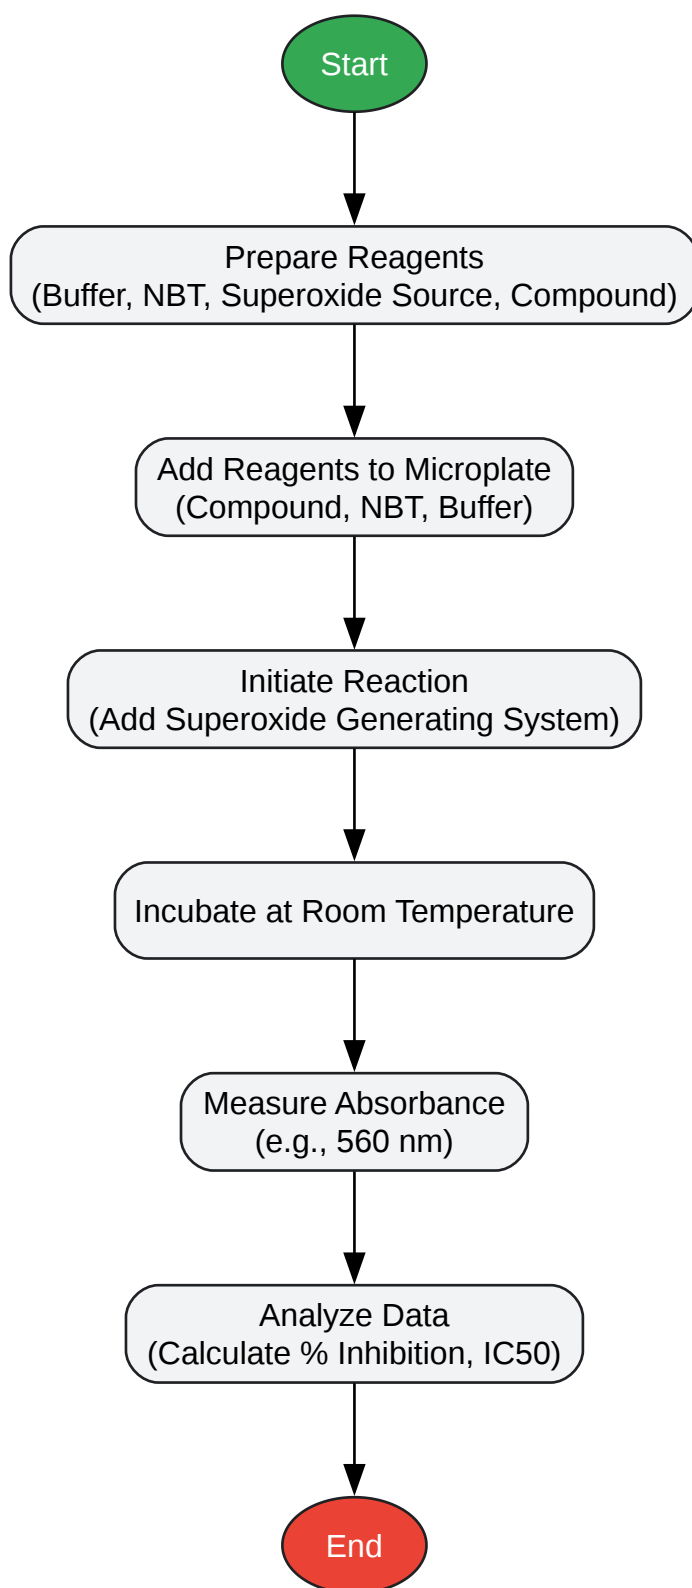 Start
Prepare Reagents
(Buffer, NBT, Superoxide Source, Compound)
Add Reagents to Microplate
(Compound, NBT, Buffer)
Initiate Reaction
(Add Superoxide Generating System)
Incubate at Room Temperature
Measure Absorbance
(e.g., 560 nm)
Analyze Data
(Calculate % Inhibition, IC50)
End